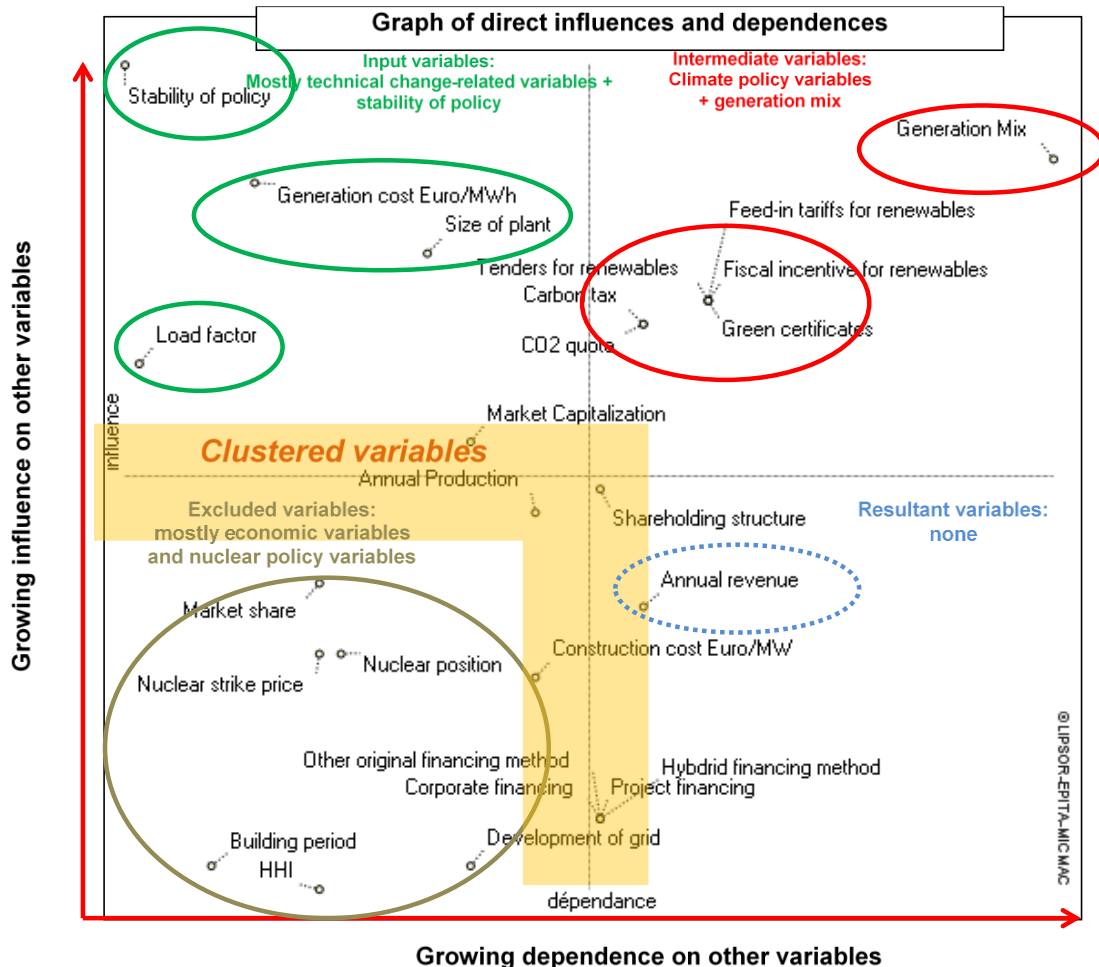 Graph of direct influences and dependences
Input variables:
Mostly technical change-related variables +
stability of policy
Intermediate variables:
Climate policy variables
+ generation mix
Stability of policy
Generation Mix
Generation cost Euro/MWh
Size of plant
Feed-in tariffs for renewables
Tenders for renewables
Fiscal incentive for renewables
Carbon tax
Green certificates
CO2 quota
Load factor
Market Capitalization
influence
Clustered variables
Annual Production
Excluded variables:
mostly economic variables
and nuclear policy variables
Shareholding structure
Resultant variables:
none
Annual revenue
Market share
Construction cost Euro/MW
Nuclear position
Nuclear strike price
Other original financing method
Hybdrid financing method
Corporate financing
Project financing
Building period
Development of grid
HHI
dépendance
© LIPSOR-EPITA-MICMAC
Growing influence on other variables
Growing dependence on other variables